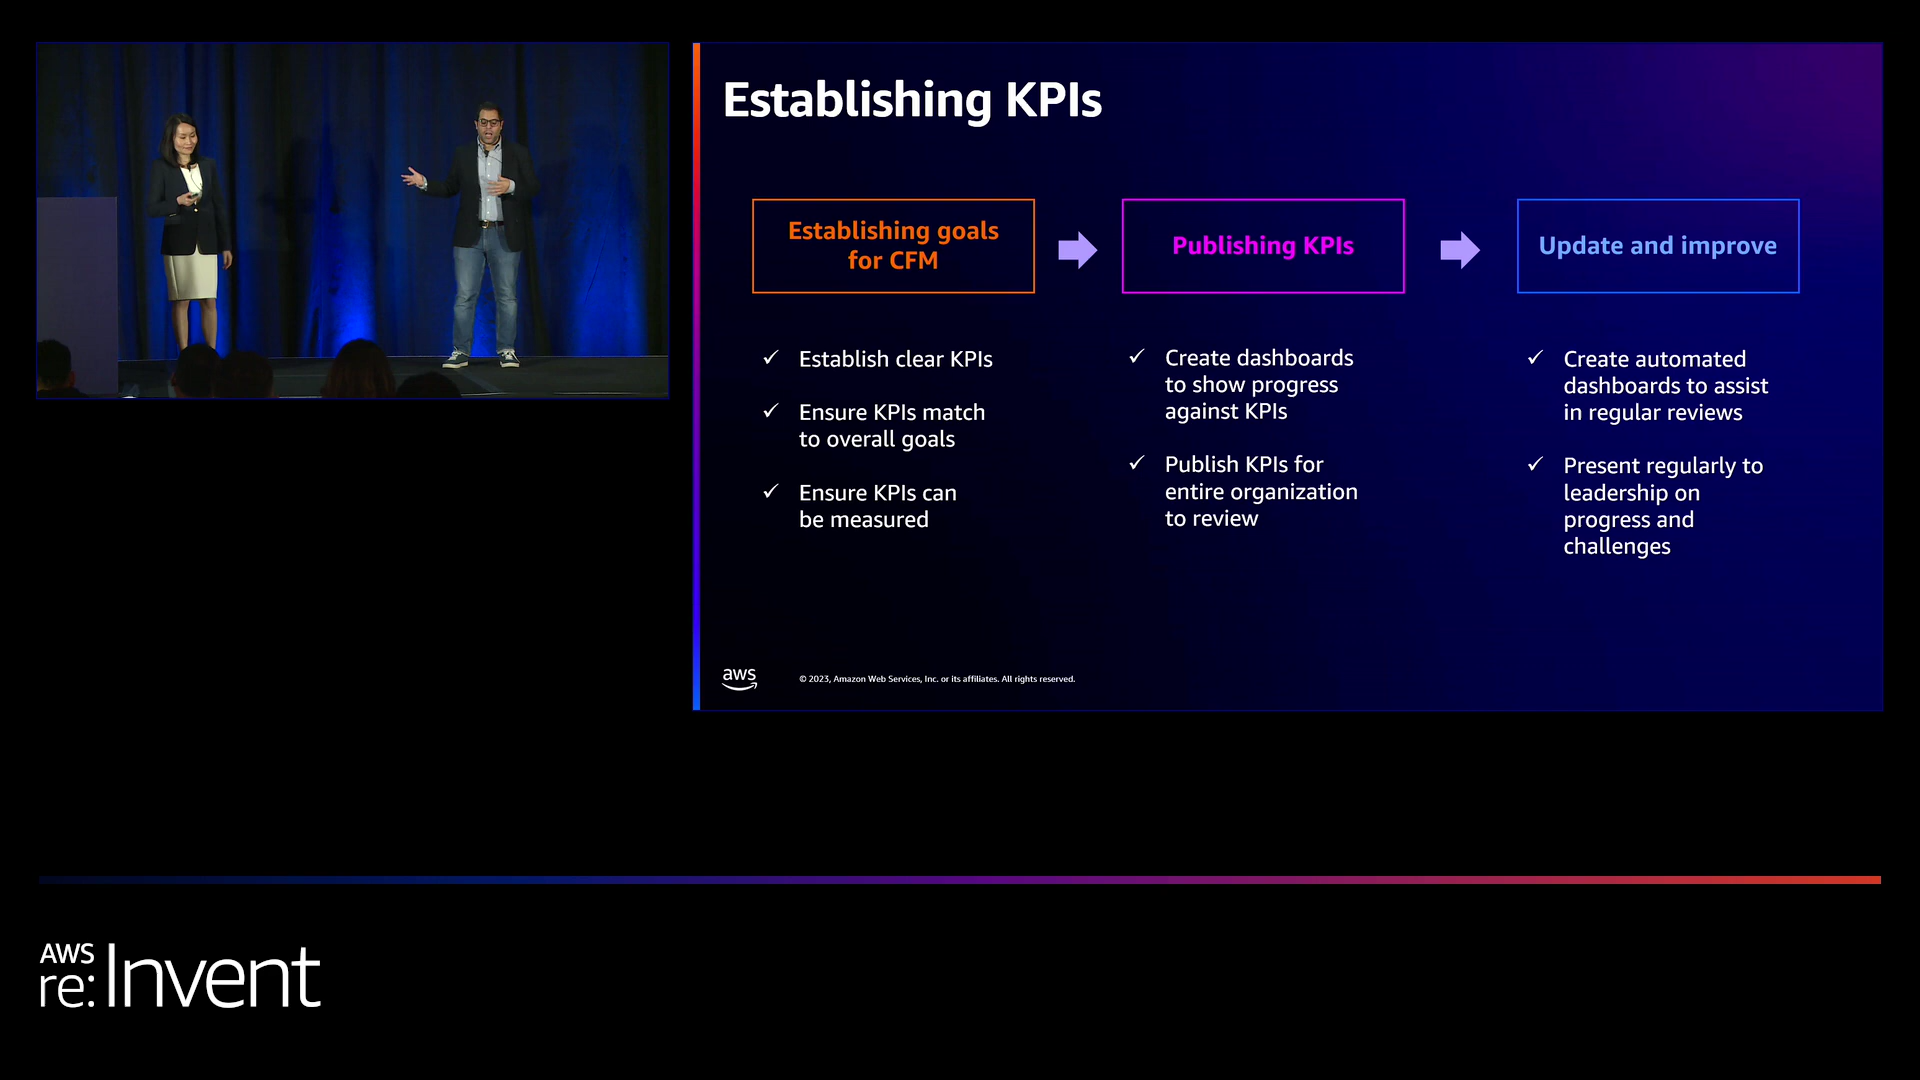 Establishing KPIs
Establishing goals
for CFM
Publishing KPIs
Update and improve
✓ Establish clear KPIs
✓ Ensure KPIs match
to overall goals
✓ Ensure KPIs can
be measured
✓ Create dashboards
to show progress
against KPIs
✓ Publish KPIs for
entire organization
to review
✓ Create automated
dashboards to assist
in regular reviews
✓ Present regularly to
leadership on
progress and
challenges
aws
© 2023, Amazon Web Services, Inc. or its affiliates. All rights reserved.
AWS
re:Invent